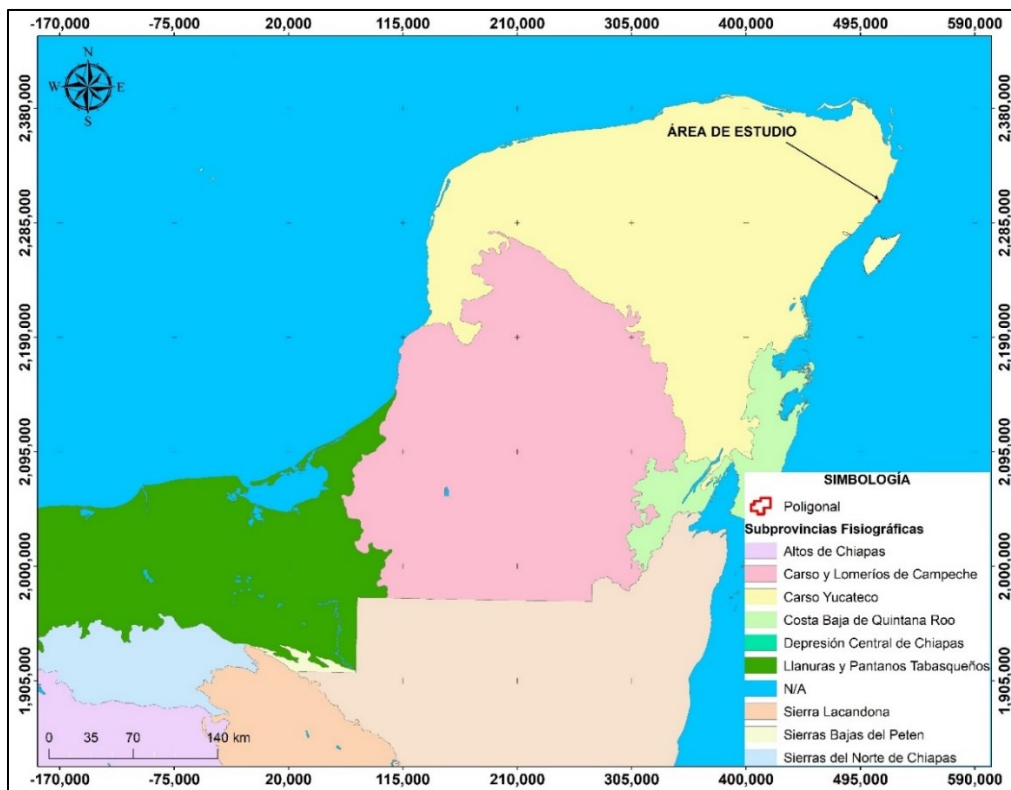 -170,000 -75,000 20,000 115,000 210,000 305,000 400,000 495,000 590,000
N
W E
S
2,380,000 2,380,000
ÁREA DE ESTUDIO
2,285,000 2,285,000
2,190,000 2,190,000
2,095,000 2,095,000
SIMBOLOGÍA
Poligonal
Subprovincias Fisiográficas
Altos de Chiapas
2,000,000 2,000,000
Carso y Lomeríos de Campeche
Carso Yucateco
Costa Baja de Quintana Roo
Depresión Central de Chiapas
Llanuras y Pantanos Tabasqueños
1,905,000 1,905,000
N/A
Sierra Lacandona
Sierras Bajas del Peten
Sierras del Norte de Chiapas
0 35 70 140 km
-170,000 -75,000 20,000 115,000 210,000 305,000 400,000 495,000 590,000